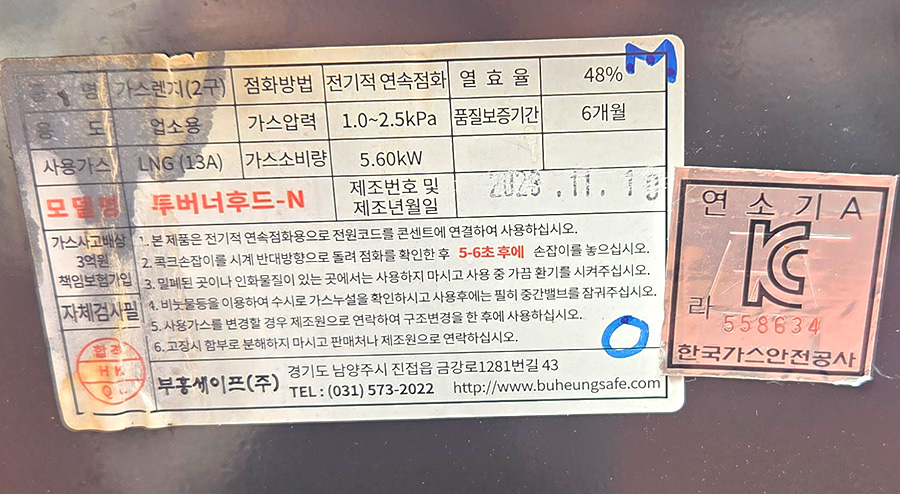 품 명 가스렌지(2구) 점화방법 전기적 연속점화 열 효 율 48% M
용 도 업소용 가스압력 1.0~2.5kPa 품질보증기간 6개월
사용가스 LNG (13A) 가스소비량 5.60kW
모델명 투버너후드-N 제조번호 및 제조년월일 2023 .11. 10
가스사고배상
3억원
책임보험가입
자체검사필
합격
1. 본 제품은 전기적 연속점화용으로 전원코드를 콘센트에 연결하여 사용하십시오.
2. 콕크손잡이를 시계 반대방향으로 돌려 점화를 확인한 후 5-6초 후에 손잡이를 놓으십시오.
3. 밀폐된 곳이나 인화물질이 있는 곳에서는 사용하지 마시고 사용 중 가끔 환기를 시켜주십시오.
4. 비눗물등을 이용하여 수시로 가스누설을 확인하시고 사용후에는 필히 중간밸브를 잠궈주십시오.
5. 사용가스를 변경할 경우 제조원으로 연락하여 구조변경을 한 후에 사용하십시오.
6. 고장시 함부로 분해하지 마시고 판매처나 제조원으로 연락하십시오.
부흥세이프(주) 경기도 남양주시 진접읍 금강로1281번길 43
TEL : (031) 573-2022 http://www.buheungsafe.com
연 소 기 A
KC
라 558634
한국가스안전공사